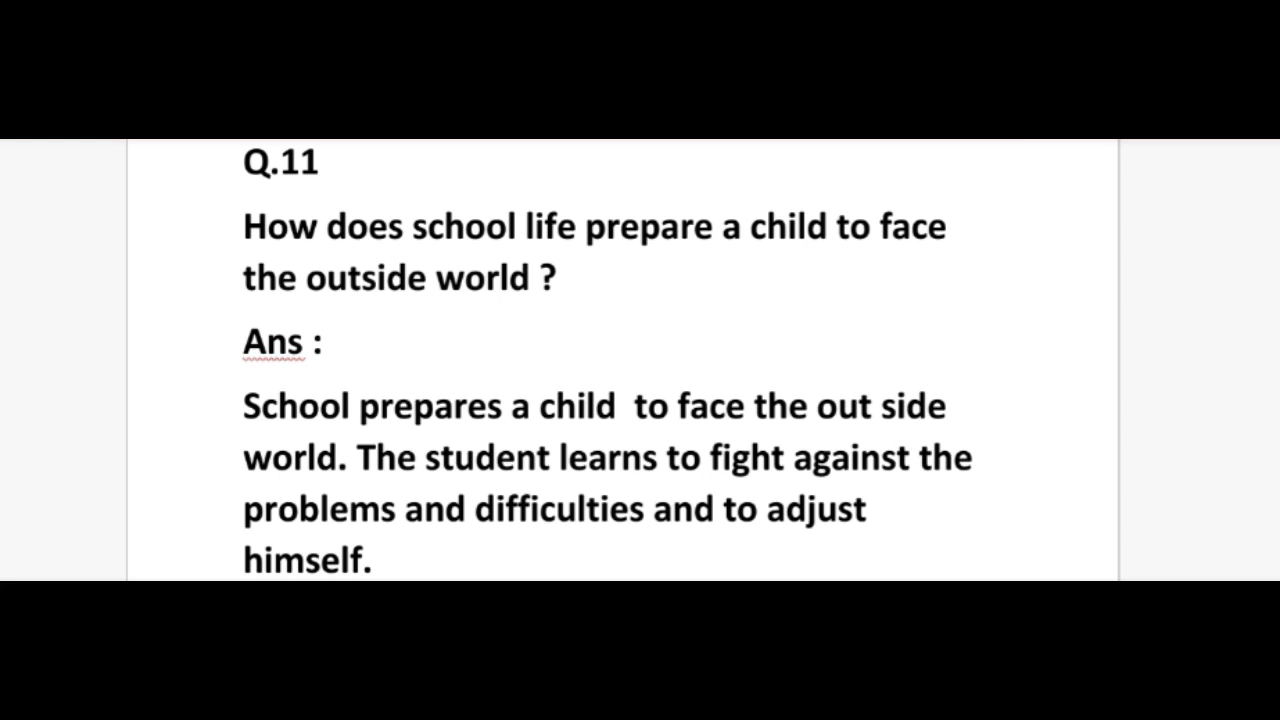 Q.11
How does school life prepare a child to face
the outside world ?
Ans :
School prepares a child  to face the out side
world. The student learns to fight against the
problems and difficulties and to adjust
himself.